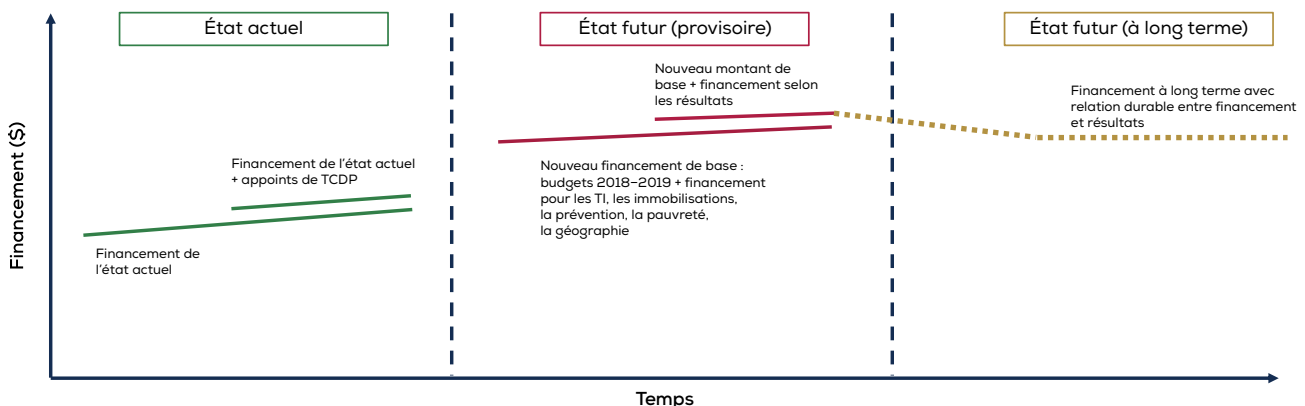 État actuel
État futur (provisoire)
État futur (à long terme)
Financement ($)
Financement de l'état actuel
+ appoints de TCDP
Financement de
l'état actuel
Nouveau montant de
base + financement selon
les résultats
Nouveau financement de base :
budgets 2018–2019 + financement
pour les TI, les immobilisations,
la prévention, la pauvreté,
la géographie
Financement à long terme avec
relation durable entre financement
et résultats
Temps